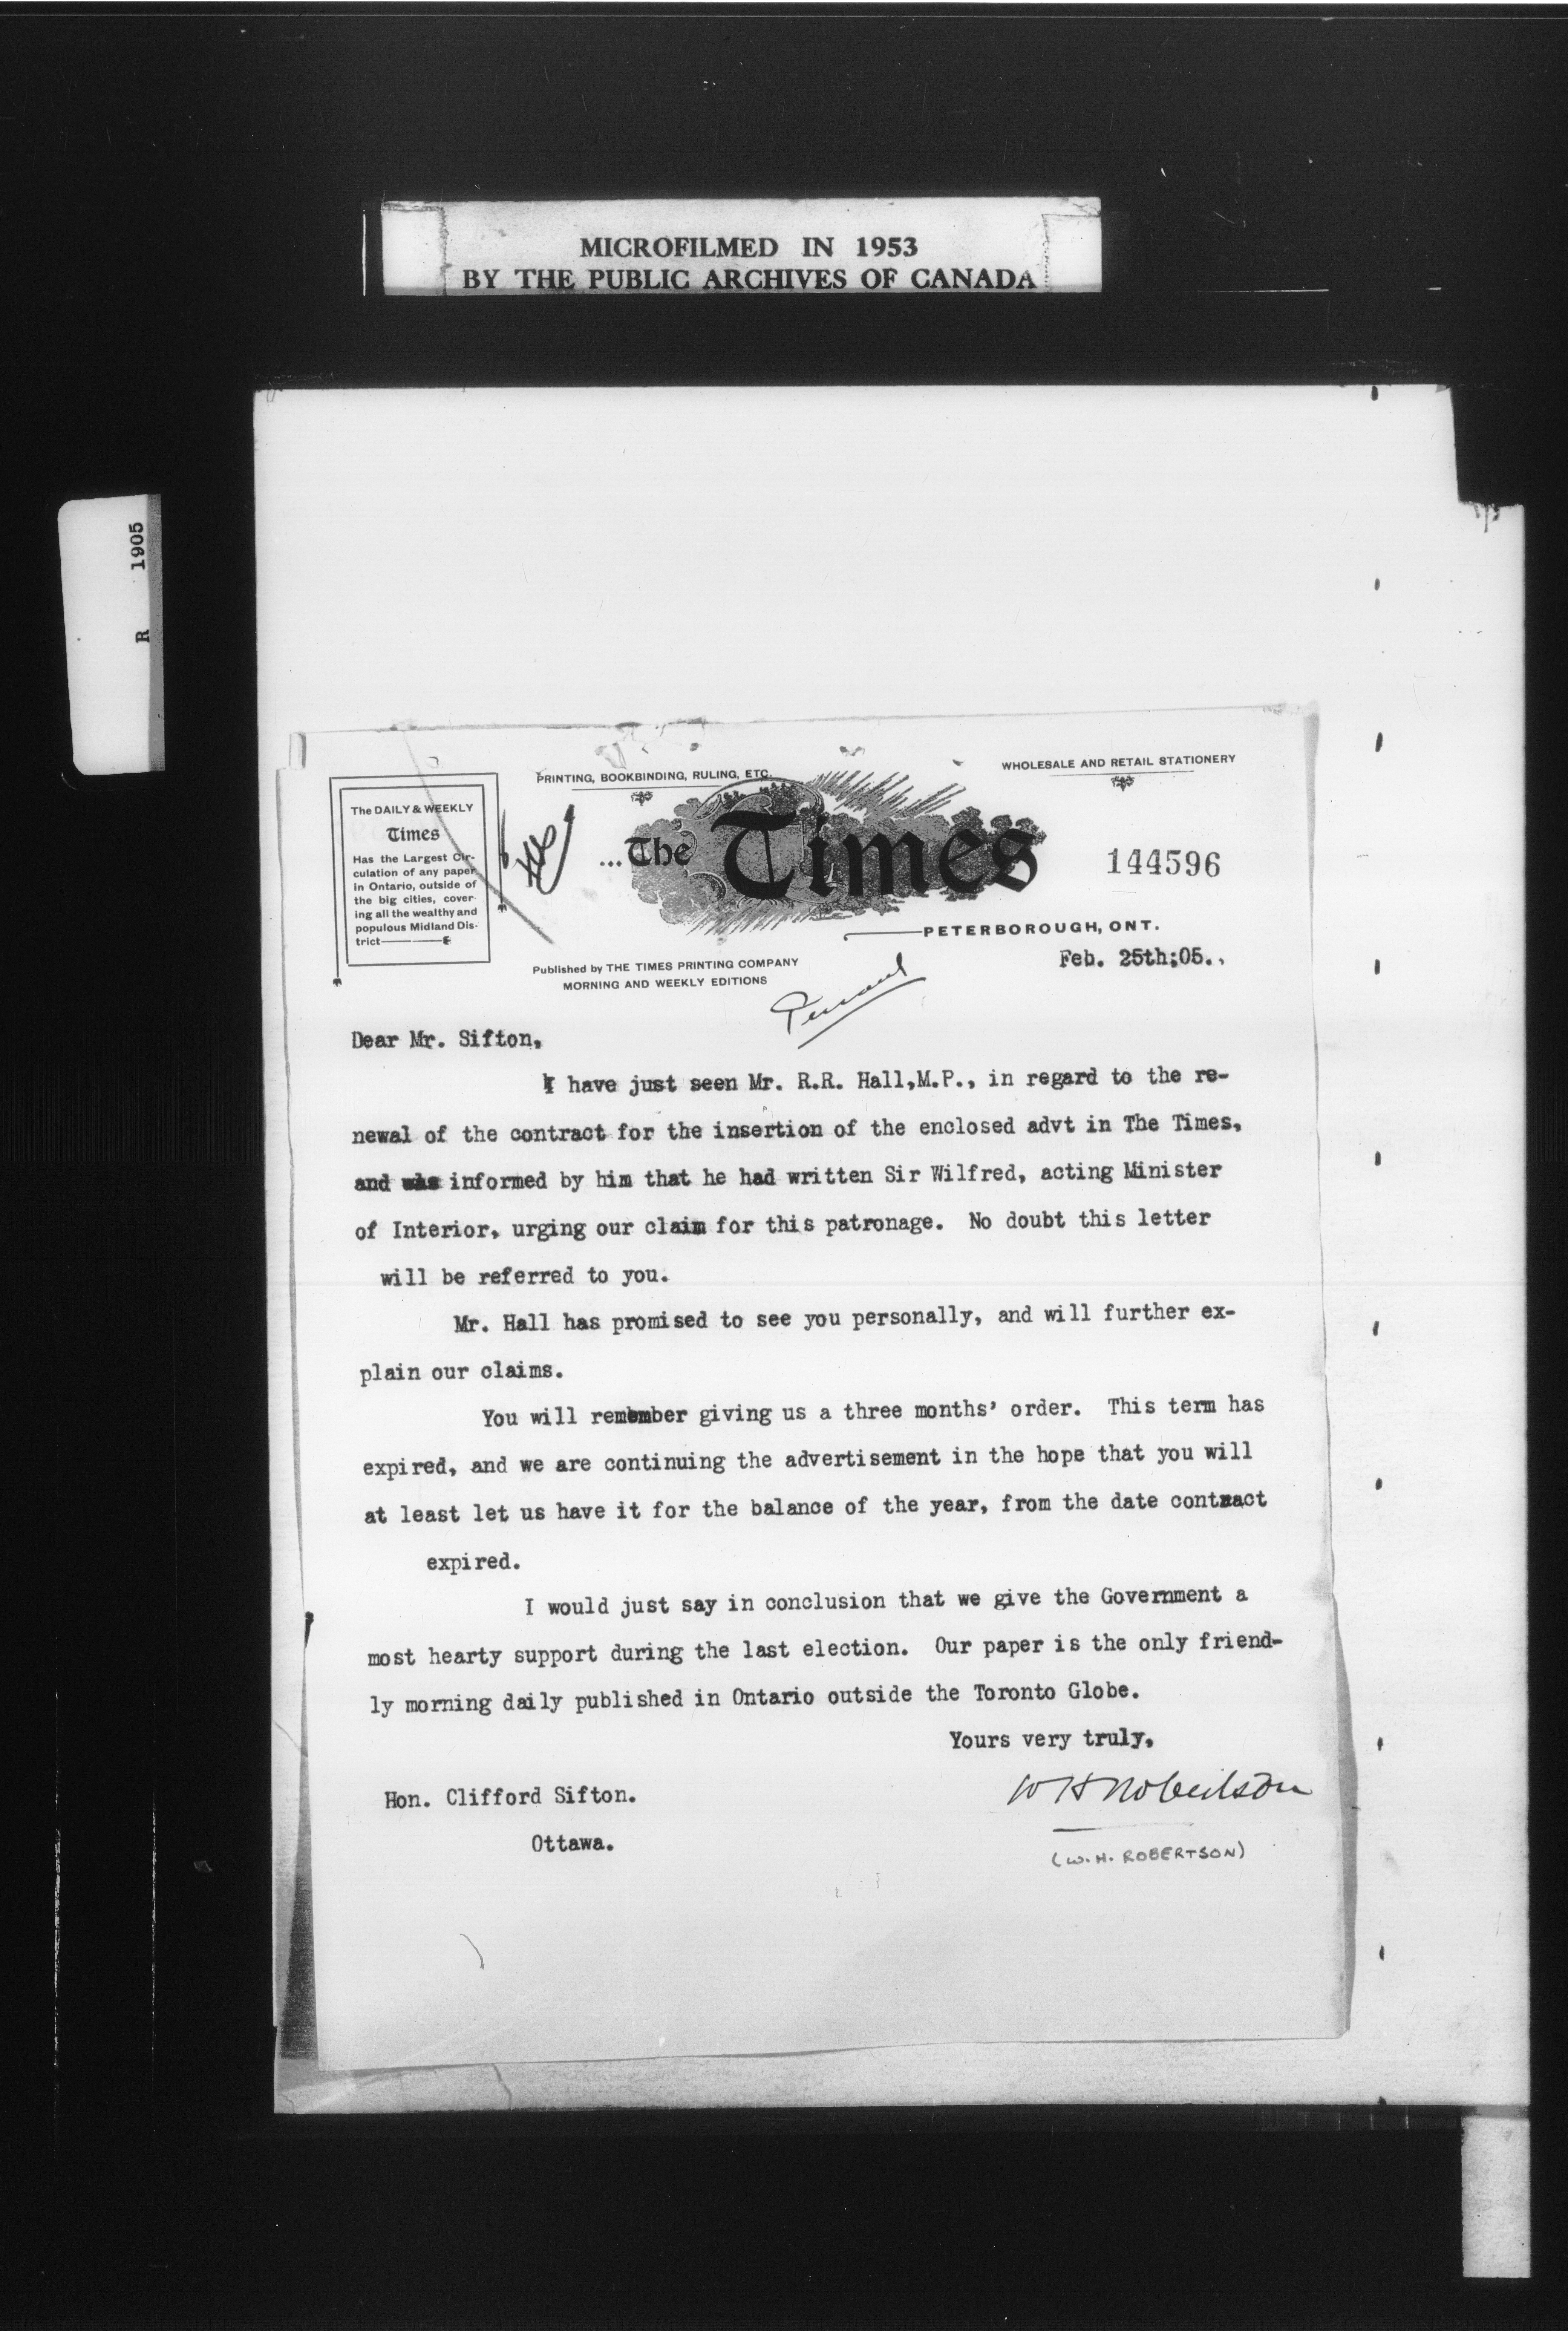 MICROFILMED IN 1953
BY THE PUBLIC ARCHIVES OF CANADA
R 1905
PRINTING, BOOKBINDING, RULING, ETC.
WHOLESALE AND RETAIL STATIONERY
The DAILY & WEEKLY
Times
Has the Largest Cir-
culation of any paper
in Ontario, outside of
the big cities, cover-
ing all the wealthy and
populous Midland Dis-
trict
...The Times
144596
PETERBOROUGH, ONT.
Feb. 25th;05..
Published by THE TIMES PRINTING COMPANY
MORNING AND WEEKLY EDITIONS
Dear Mr. Sifton,
I have just seen Mr. R.R. Hall,M.P., in regard to the re-
newal of the contract for the insertion of the enclosed advt in The Times,
and was informed by him that he had written Sir Wilfred, acting Minister
of Interior, urging our claim for this patronage. No doubt this letter
will be referred to you.
Mr. Hall has promised to see you personally, and will further ex-
plain our claims.
You will remember giving us a three months' order. This term has
expired, and we are continuing the advertisement in the hope that you will
at least let us have it for the balance of the year, from the date contract
expired.
I would just say in conclusion that we give the Government a
most hearty support during the last election. Our paper is the only friend-
ly morning daily published in Ontario outside the Toronto Globe.
Yours very truly,
W H Robertson
(W. H. ROBERTSON)
Hon. Clifford Sifton.
Ottawa.